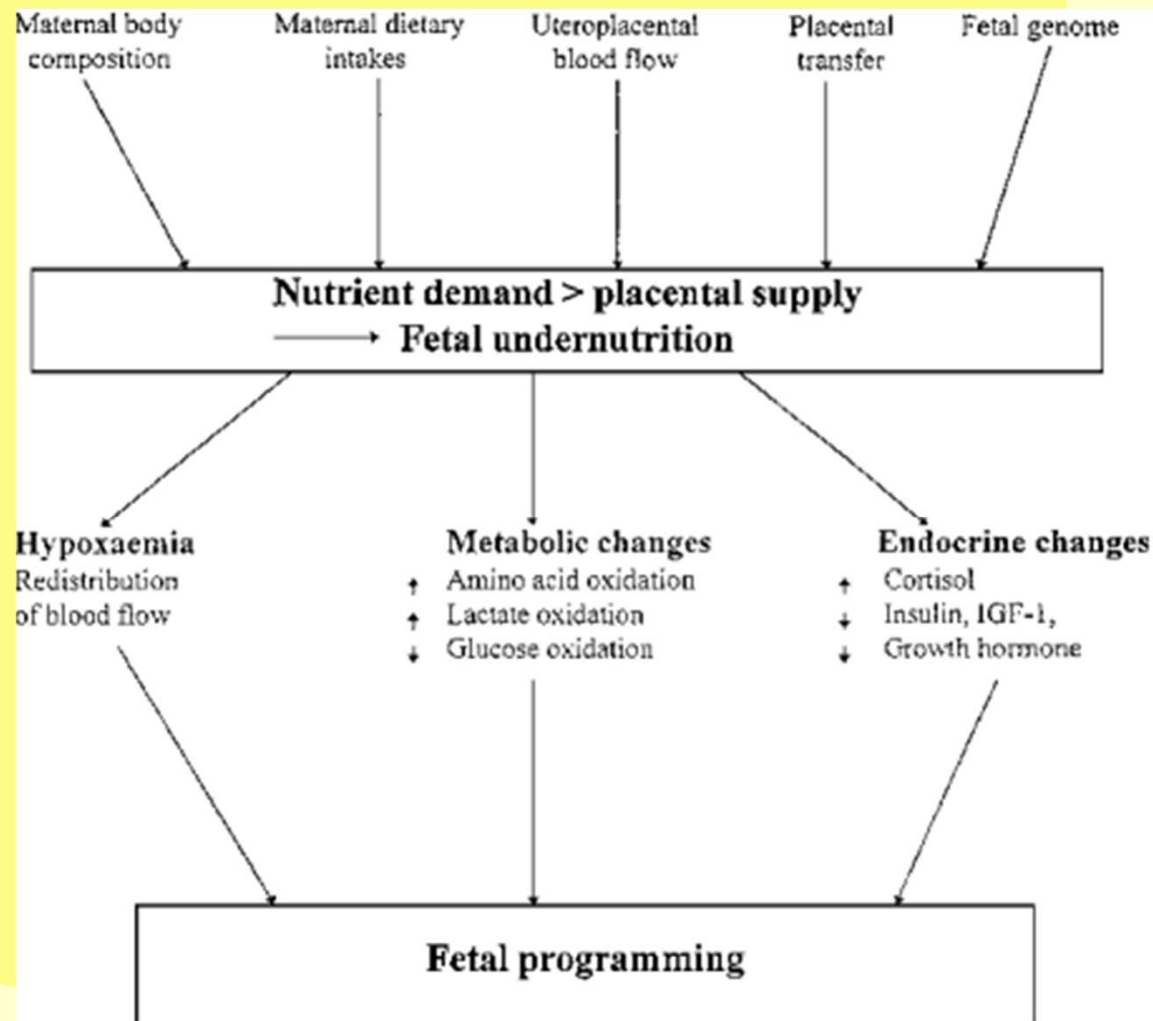 Maternal body
composition
Maternal dietary
intakes
Uteroplacental
blood flow
Placental
transfer
Fetal genome
Nutrient demand > placental supply
⟶ Fetal undernutrition
Hypoxaemia
Redistribution
of blood flow
Metabolic changes
↑ Amino acid oxidation
↑ Lactate oxidation
↓ Glucose oxidation
Endocrine changes
↑ Cortisol
↓ Insulin, IGF-1,
↓ Growth hormone
Fetal programming